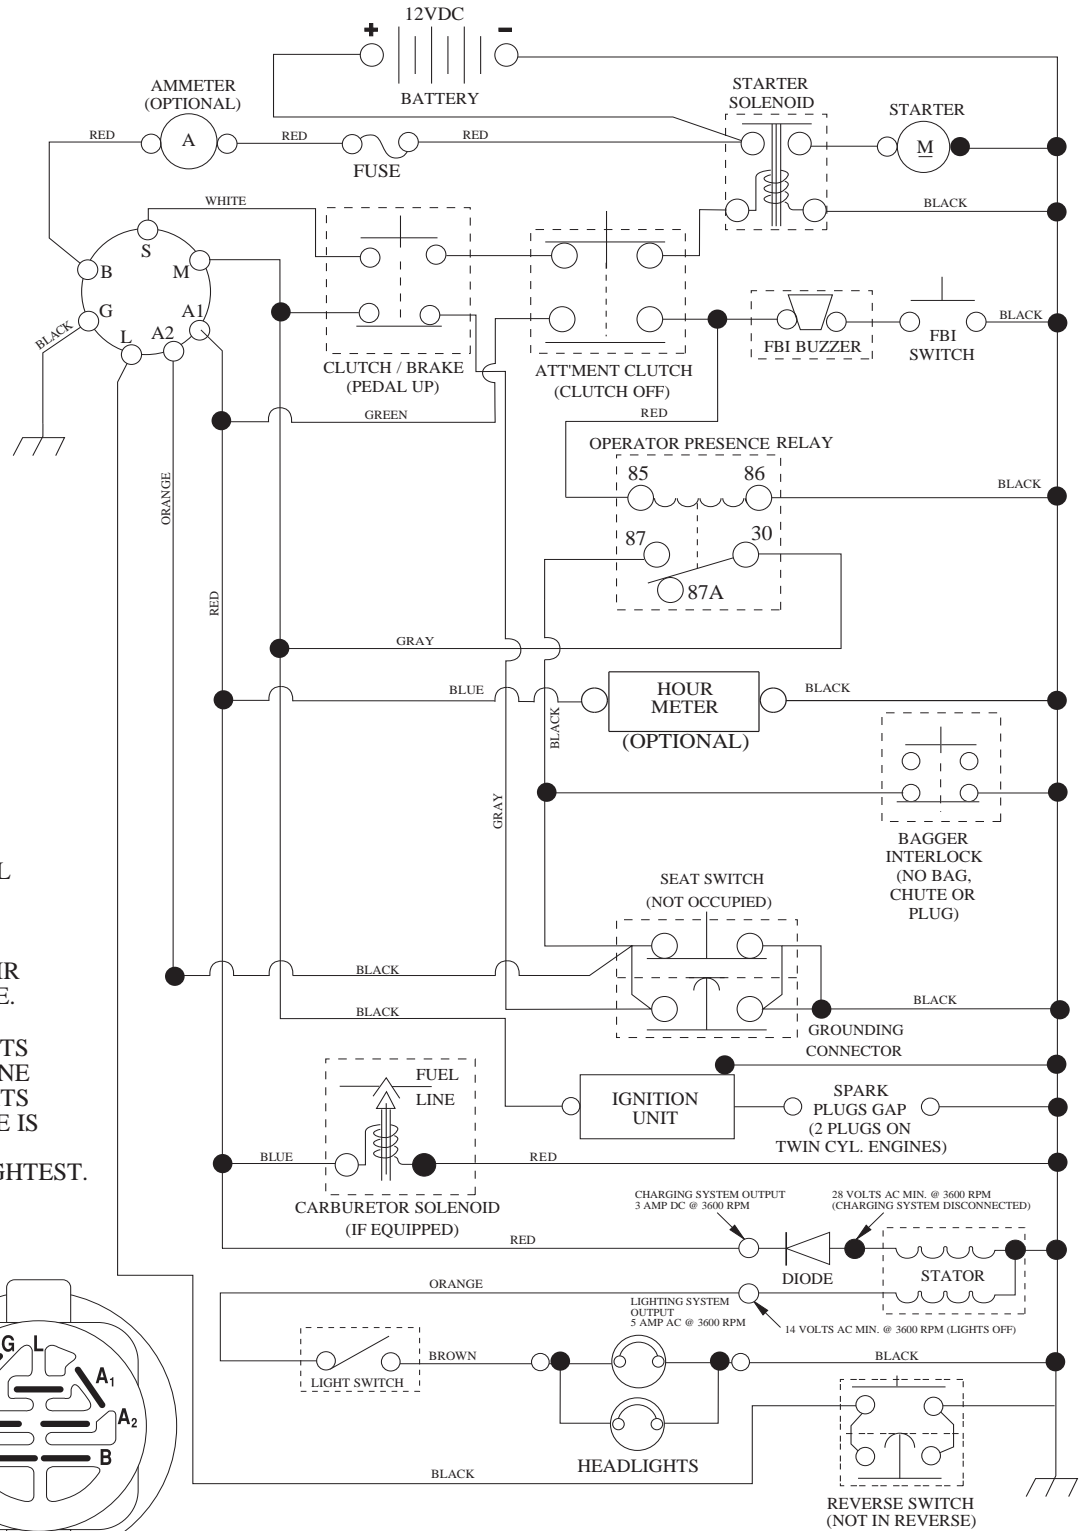 12VDC
+
-
BATTERY
AMMETER
(OPTIONAL)
STARTER
SOLENOID
STARTER
RED
A
RED
RED
M
FUSE
WHITE
BLACK
S
B
M
G
A1
L
A2
BLACK
CLUTCH / BRAKE
(PEDAL UP)
ATT'MENT CLUTCH
(CLUTCH OFF)
FBI BUZZER
FBI
SWITCH
BLACK
GREEN
RED
OPERATOR PRESENCE RELAY
85
86
BLACK
87
30
87A
ORANGE
RED
GRAY
BLUE
HOUR
METER
(OPTIONAL)
BLACK
BLACK
GRAY
BAGGER
INTERLOCK
(NO BAG,
CHUTE OR
PLUG)
L
SEAT SWITCH
(NOT OCCUPIED)
IR
E.
BLACK
BLACK
BLACK
GROUNDING
CONNECTOR
TS
NE
TS
E IS
GHTEST.
FUEL
LINE
IGNITION
UNIT
SPARK
PLUGS GAP
(2 PLUGS ON
TWIN CYL. ENGINES)
BLUE
RED
CARBURETOR SOLENOID
(IF EQUIPPED)
CHARGING SYSTEM OUTPUT
3 AMP DC @ 3600 RPM
28 VOLTS AC MIN. @ 3600 RPM
(CHARGING SYSTEM DISCONNECTED)
RED
DIODE
STATOR
ORANGE
LIGHTING SYSTEM
OUTPUT
5 AMP AC @ 3600 RPM
14 VOLTS AC MIN. @ 3600 RPM (LIGHTS OFF)
LIGHT SWITCH
BROWN
BLACK
HEADLIGHTS
BLACK
REVERSE SWITCH
(NOT IN REVERSE)
G
L
A1
A2
B